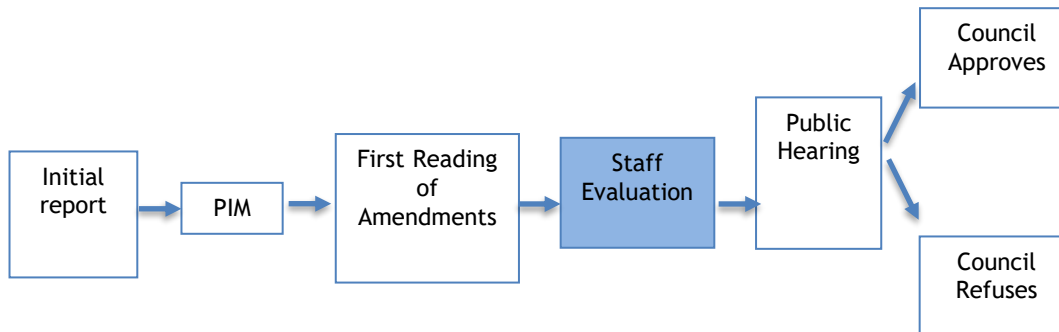 Initial
report
PIM
First Reading
of
Amendments
Staff
Evaluation
Public
Hearing
Council
Approves
Council
Refuses